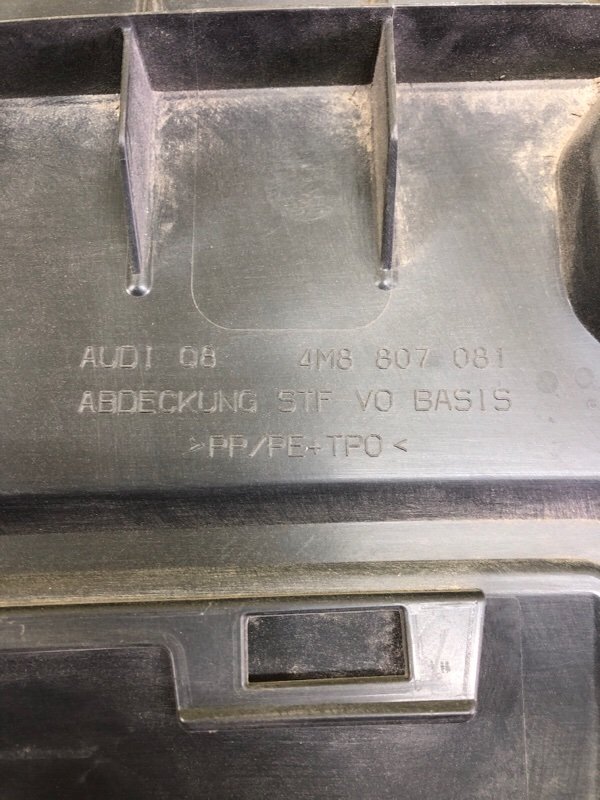 AUDI Q8 4M8 807 081
ABDECKUNG STF VO BASIS
>PP/PE+TPO<